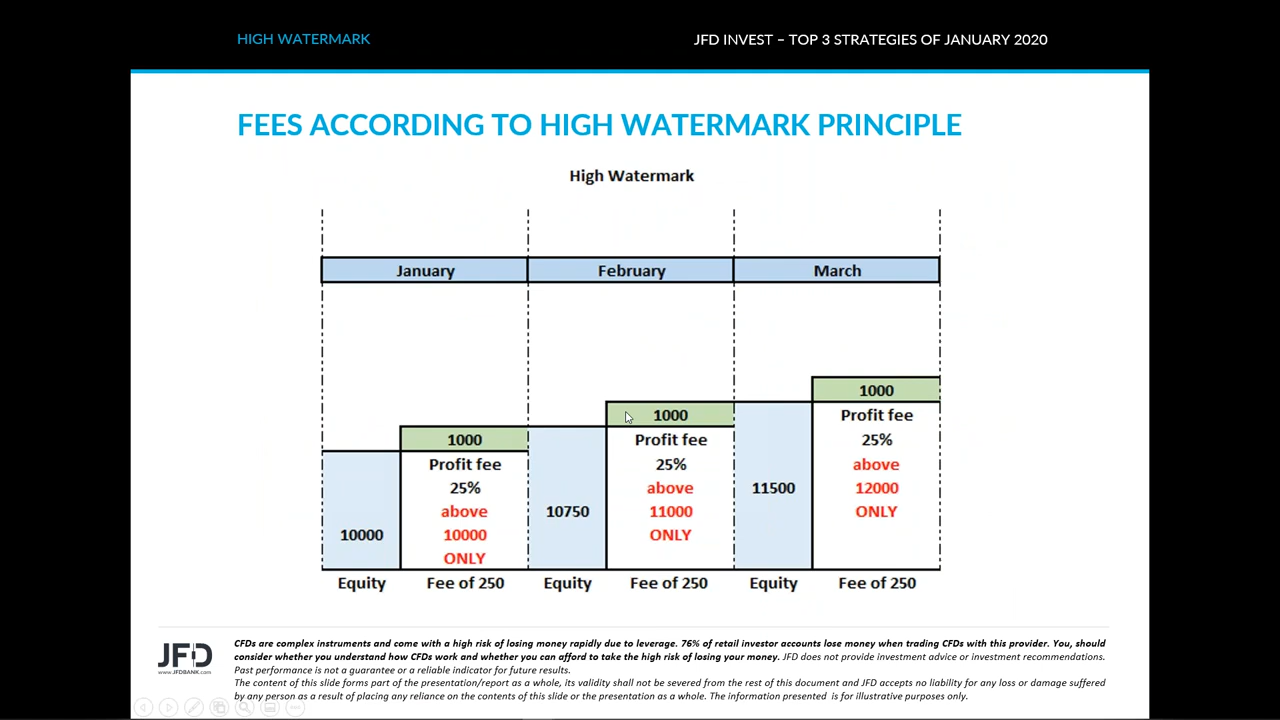 HIGH WATERMARK
JFD INVEST – TOP 3 STRATEGIES OF JANUARY 2020
FEES ACCORDING TO HIGH WATERMARK PRINCIPLE
High Watermark
January
February
March
10000
Equity
1000
Profit fee
25%
above
10000
ONLY
Fee of 250
10750
Equity
1000
Profit fee
25%
above
11000
ONLY
Fee of 250
11500
Equity
1000
Profit fee
25%
above
12000
ONLY
Fee of 250
JFD
www.JFDBANK.com
CFDs are complex instruments and come with a high risk of losing money rapidly due to leverage. 76% of retail investor accounts lose money when trading CFDs with this provider. You, should
consider whether you understand how CFDs work and whether you can afford to take the high risk of losing your money. JFD does not provide investment advice or investment recommendations.
Past performance is not a guarantee or a reliable indicator for future results.
The content of this slide forms part of the presentation/report as a whole, its validity shall not be severed from the rest of this document and JFD accepts no liability for any loss or damage suffered
by any person as a result of placing any reliance on the contents of this slide or the presentation as a whole. The information presented is for illustrative purposes only.